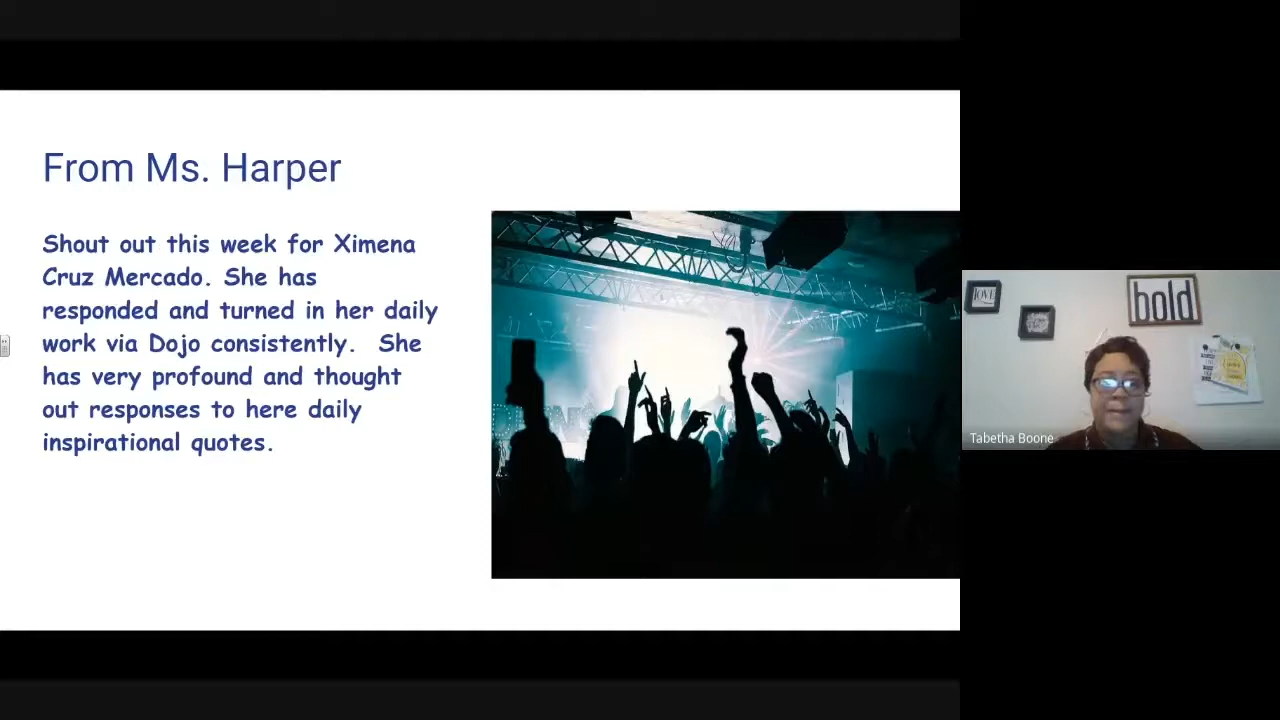 From Ms. Harper
Shout out this week for Ximena
Cruz Mercado. She has
responded and turned in her daily
work via Dojo consistently.  She
has very profound and thought
out responses to here daily
inspirational quotes.
LOVE
bold
Tabetha Boone